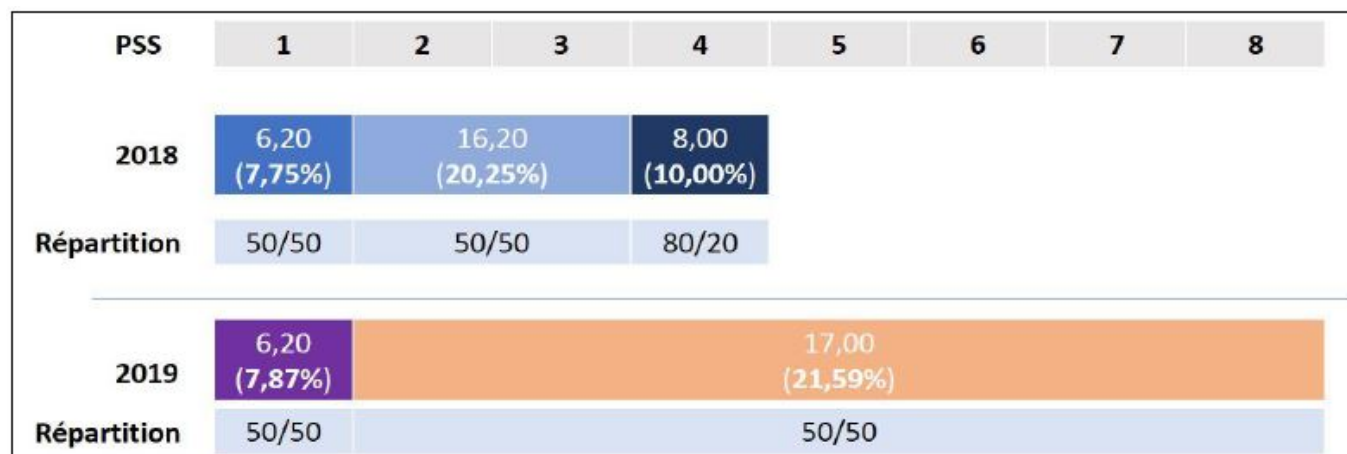 PSS 1 2 3 4 5 6 7 8
2018 6,20 16,20 8,00
(7,75%) (20,25%) (10,00%)
Répartition 50/50 50/50 80/20
2019 6,20 17,00
(7,87%) (21,59%)
Répartition 50/50 50/50